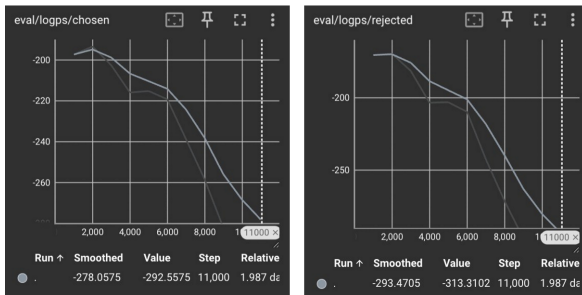 eval/logps/chosen
-200
-220
-240
-260
2,000 4,000 6,000 8,000 11000 ×
Run ↑ Smoothed Value Step Relative
. -278.0575 -292.5575 11,000 1.987 da
eval/logps/rejected
-200
-250
2,000 4,000 6,000 8,000 11000 ×
Run ↑ Smoothed Value Step Relative
. -293.4705 -313.3102 11,000 1.987 da